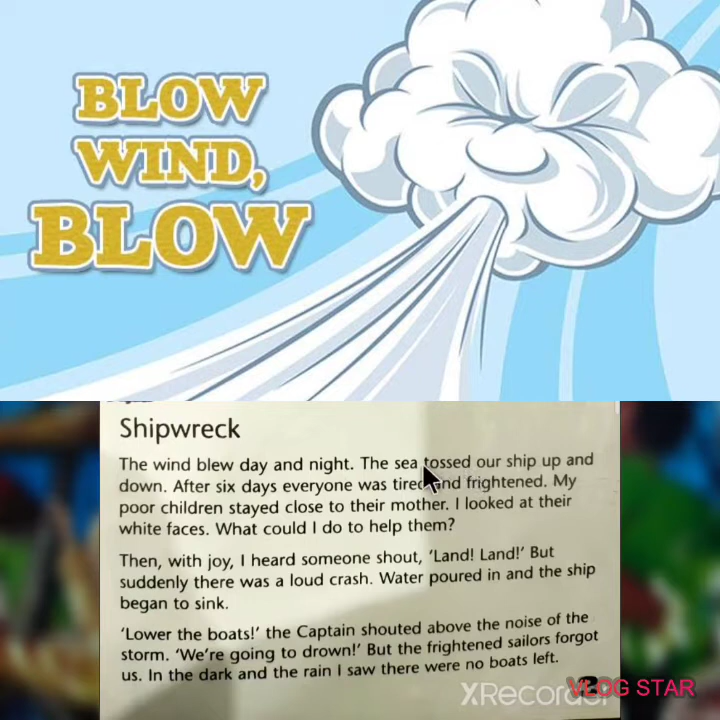 BLOW
WIND,
BLOW
Shipwreck
The wind blew day and night. The sea tossed our ship up and
down. After six days everyone was tired and frightened. My
poor children stayed close to their mother. I looked at their
white faces. What could I do to help them?
Then, with joy, I heard someone shout, ‘Land! Land!’ But
suddenly there was a loud crash. Water poured in and the ship
began to sink.
‘Lower the boats!’ the Captain shouted above the noise of the
storm. ‘We’re going to drown!’ But the frightened sailors forgot
us. In the dark and the rain I saw there were no boats left.
XRecorder
VLOG STAR